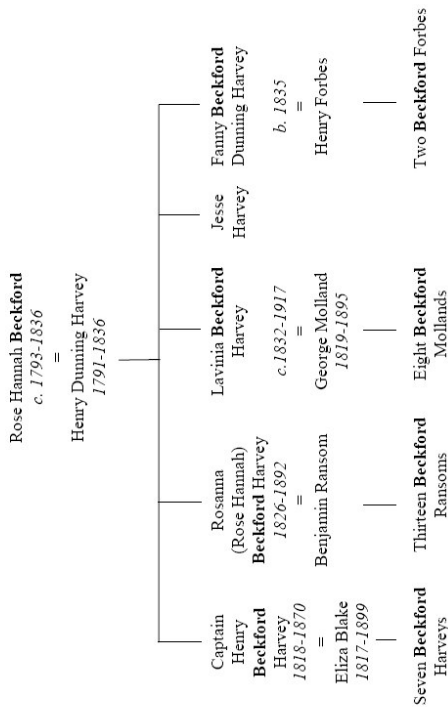 Rose Hannah Beckford
c. 1793-1836
=
Henry Dunning Harvey
1791-1836
Captain
Henry
Beckford
Harvey
1818-1870
=
Eliza Blake
1817-1899
Seven Beckford
Harveys
Rosanna
(Rose Hannah)
Beckford Harvey
1826-1892
=
Benjamin Ransom
Thirteen Beckford
Ransoms
Lavinia Beckford
Harvey
c.1832-1917
=
George Molland
1819-1895
Eight Beckford
Mollands
Jesse
Harvey
Fanny Beckford
Dunning Harvey
b. 1835
=
Henry Forbes
Two Beckford Forbes